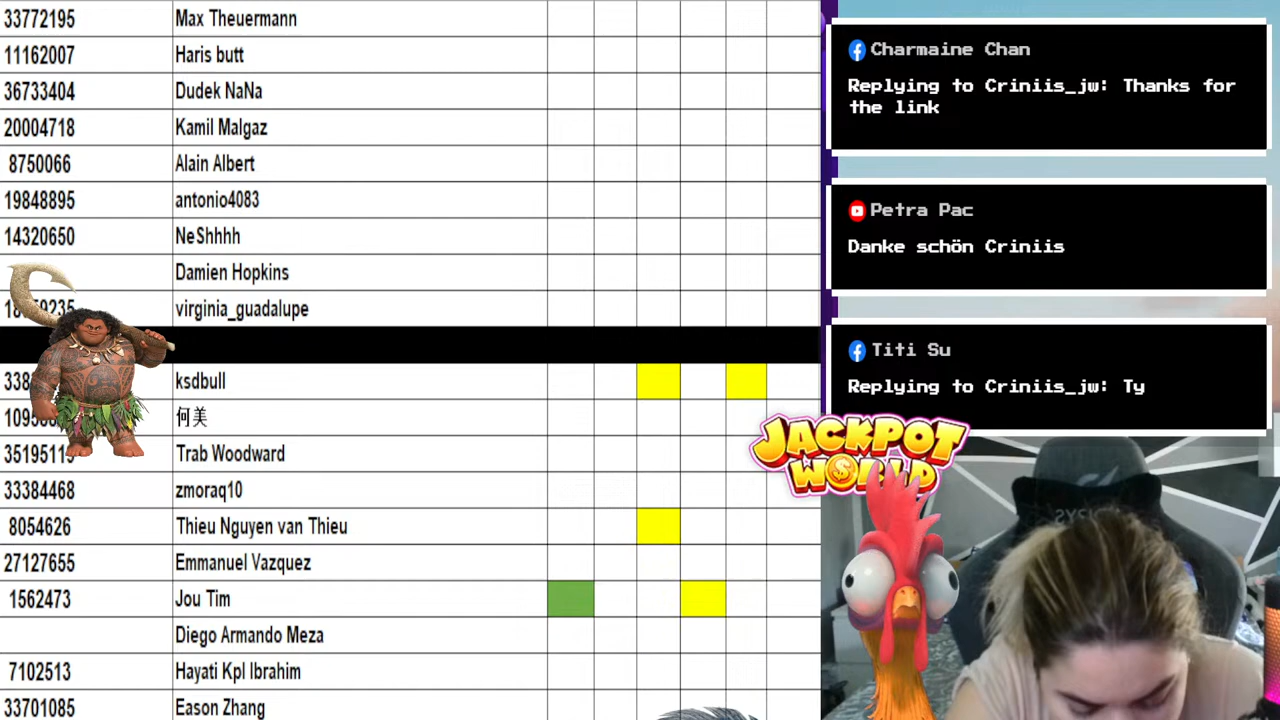 33772195 Max Theuermann
11162007 Haris butt
36733404 Dudek NaNa
20004718 Kamil Malgaz
8750066 Alain Albert
19848895 antonio4083
14320650 NeShhhh
Damien Hopkins
virginia_guadalupe
ksdbull
何美
Trab Woodward
33384468 zmoraq10
8054626 Thieu Nguyen van Thieu
27127655 Emmanuel Vazquez
1562473 Jou Tim
Diego Armando Meza
7102513 Hayati Kpl Ibrahim
33701085 Eason Zhang
Charmaine Chan
Replying to Criniis_jw: Thanks for
the link
Petra Pac
Danke schön Criniis
Titi Su
Replying to Criniis_jw: Ty
JACKPOT
WORLD